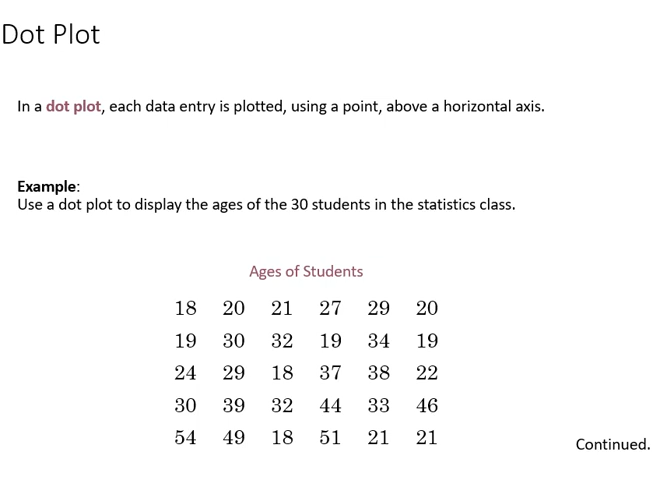 Dot Plot
In a dot plot, each data entry is plotted, using a point, above a horizontal axis.
Example:
Use a dot plot to display the ages of the 30 students in the statistics class.
Ages of Students
18 20 21 27 29 20
19 30 32 19 34 19
24 29 18 37 38 22
30 39 32 44 33 46
54 49 18 51 21 21
Continued.